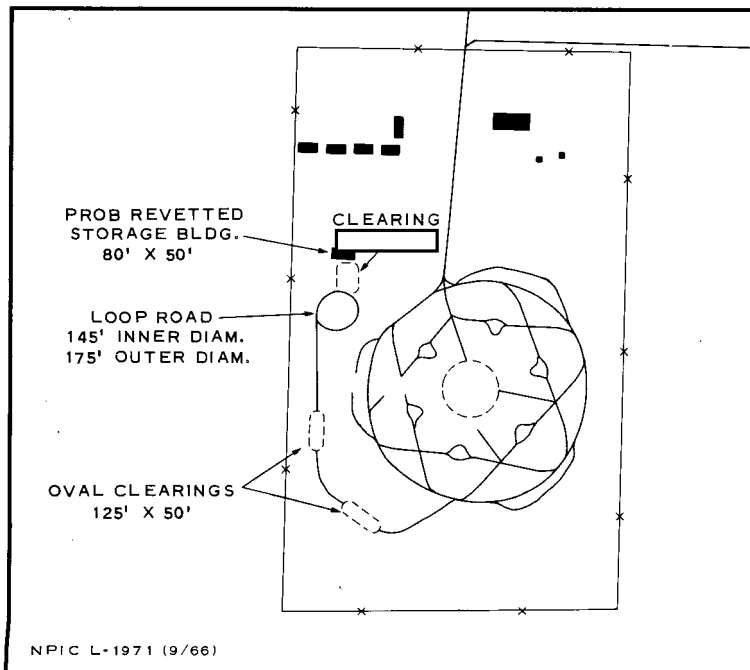 PROB REVETTED
STORAGE BLDG.
80' X 50'
CLEARING
LOOP ROAD
145' INNER DIAM.
175' OUTER DIAM.
OVAL CLEARINGS
125' X 50'
NPIC L-1971 (9/66)